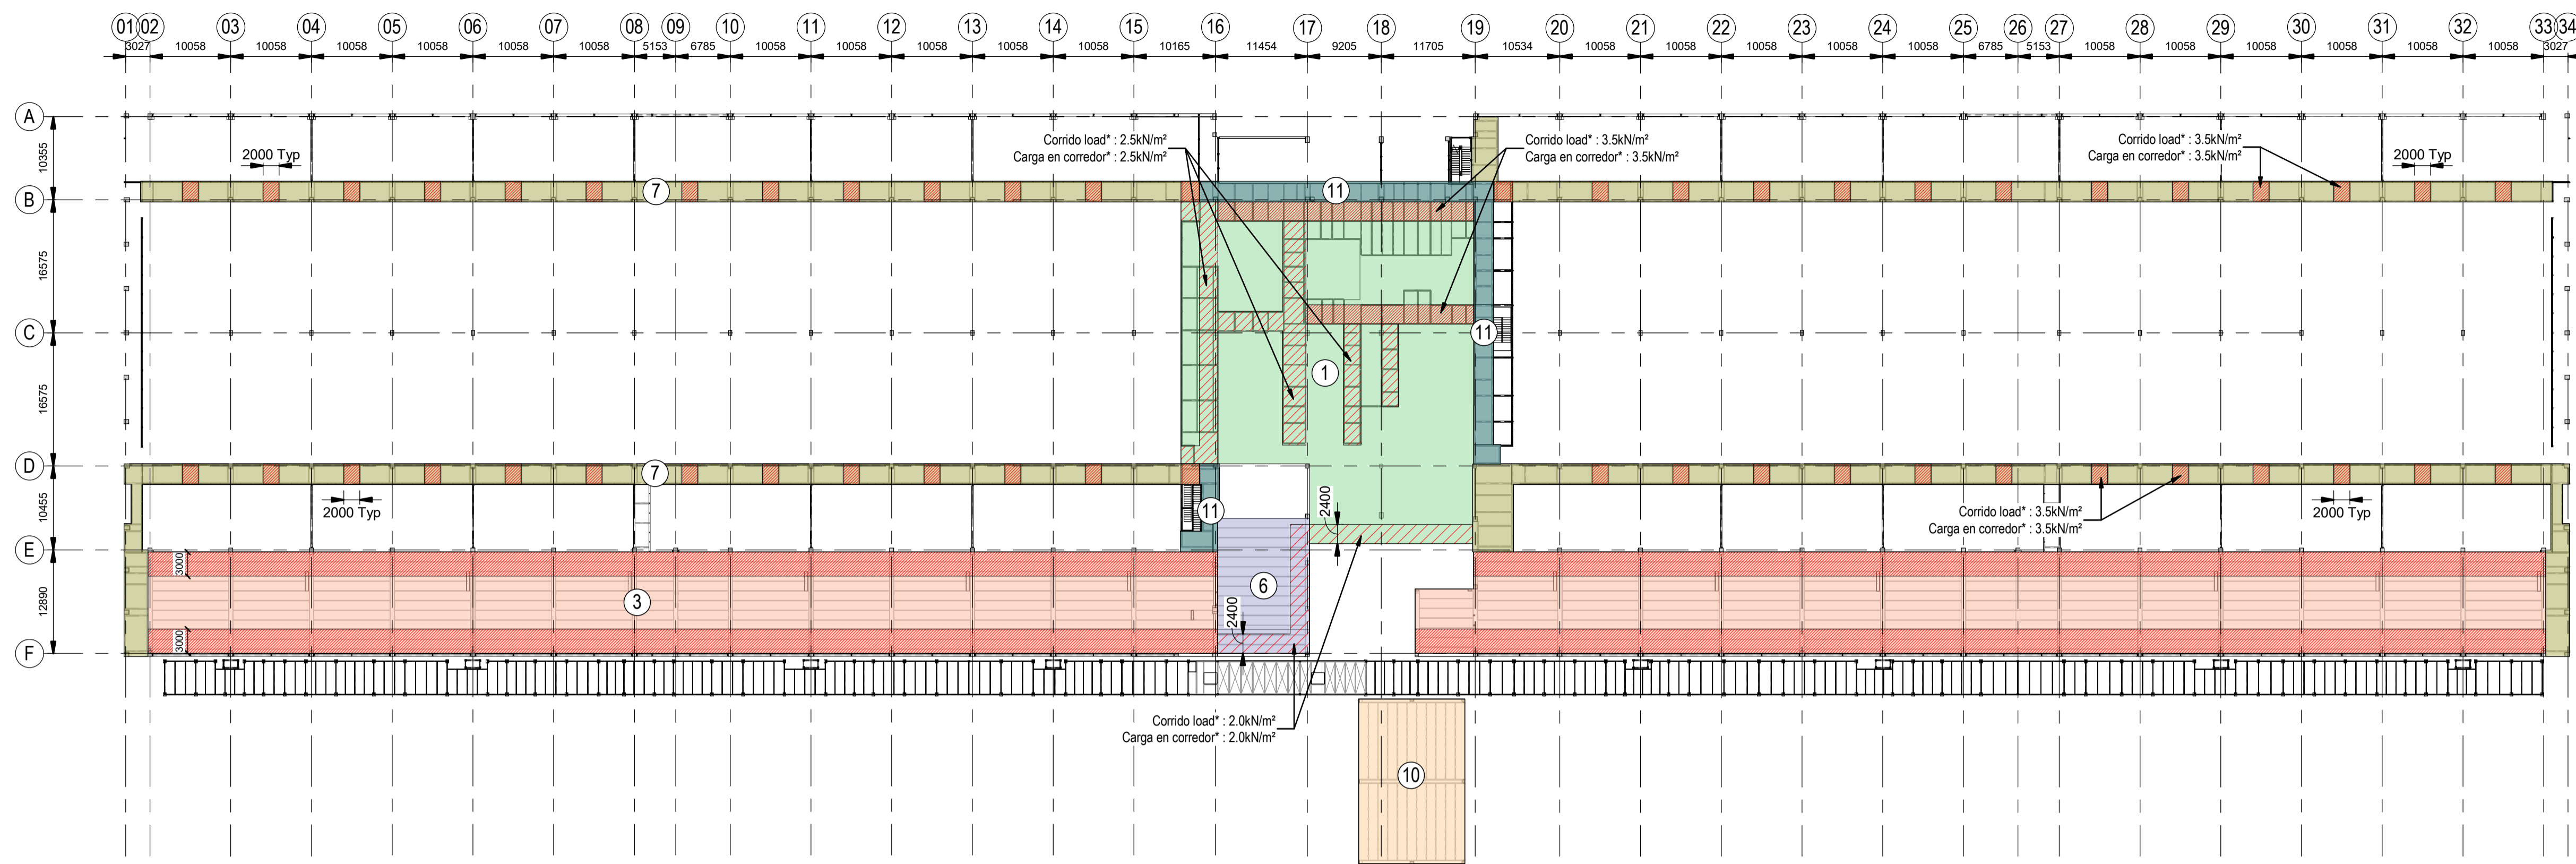 01 02 03 04 05 06 07 08 09 10 11 12 13 14 15 16 17 18 19 20 21 22 23 24 25 26 27 28 29 30 31 32 33 34
3027 10058 10058 10058 10058 10058 10058 5153 6785 10058 10058 10058 10058 10058 10165 11454 9205 11705 10534 10058 10058 10058 10058 10058 6785 5153 10058 10058 10058 10058 10058 10058 3027
A
10355
Corrido load* : 2.5kN/m²
Carga en corredor* : 2.5kN/m²
Corrido load* : 3.5kN/m²
Carga en corredor* : 3.5kN/m²
Corrido load* : 3.5kN/m²
Carga en corredor* : 3.5kN/m²
2000 Typ
2000 Typ
7
11
B
16575
C
11
1
16575
D
7
10455
2000 Typ
11
2400
Corrido load* : 3.5kN/m²
Carga en corredor* : 3.5kN/m²
2000 Typ
E
3000
12890
3
6
2400
3000
F
Corrido load* : 2.0kN/m²
Carga en corredor* : 2.0kN/m²
10